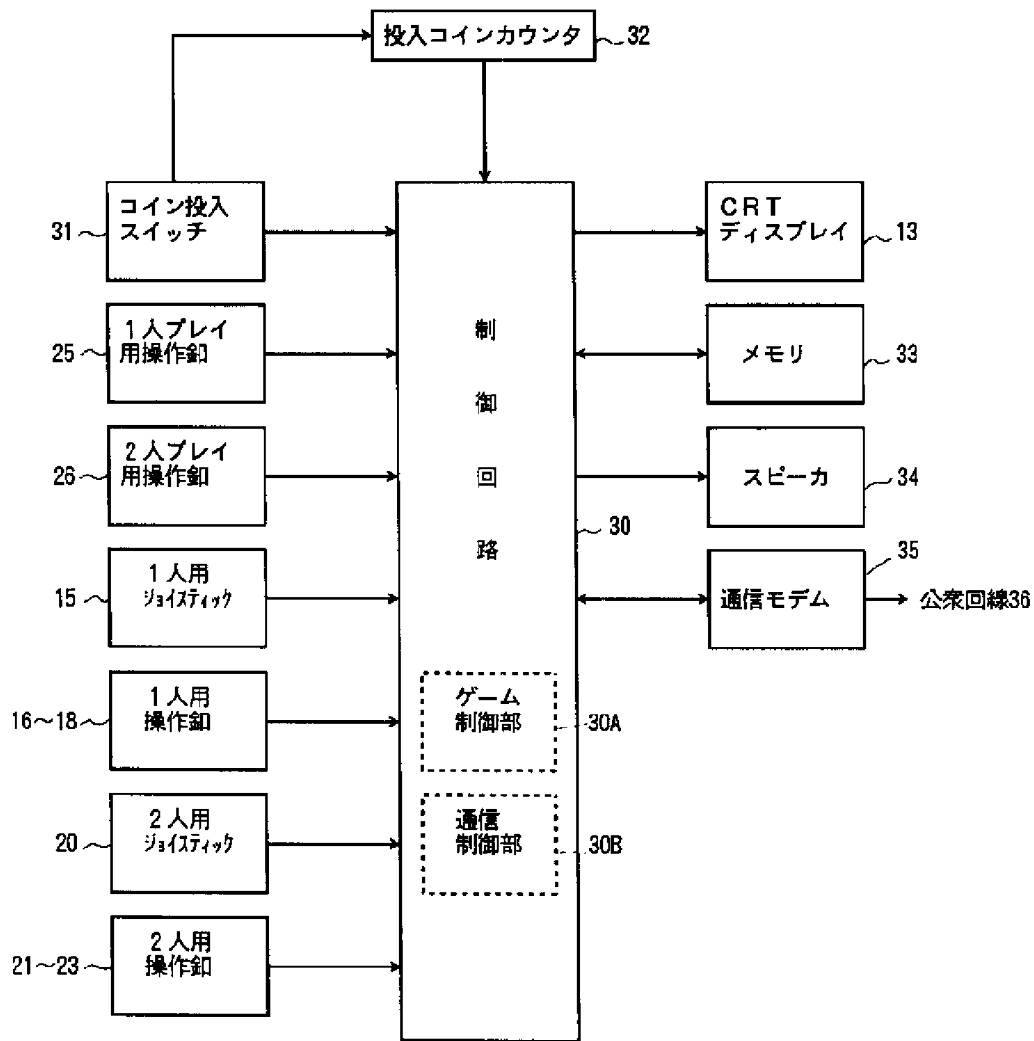 投入コインカウンタ
32
コイン投入
スイッチ
31
1人プレイ
用操作釦
25
2人プレイ
用操作釦
26
1人用
ジョイスティック
15
1人用
操作釦
16~18
2人用
ジョイスティック
20
2人用
操作釦
21~23
制御回路
30
ゲーム
制御部
30A
通信
制御部
30B
CRT
ディスプレイ
13
メモリ
33
スピーカ
34
通信モデム
35
公衆回線36